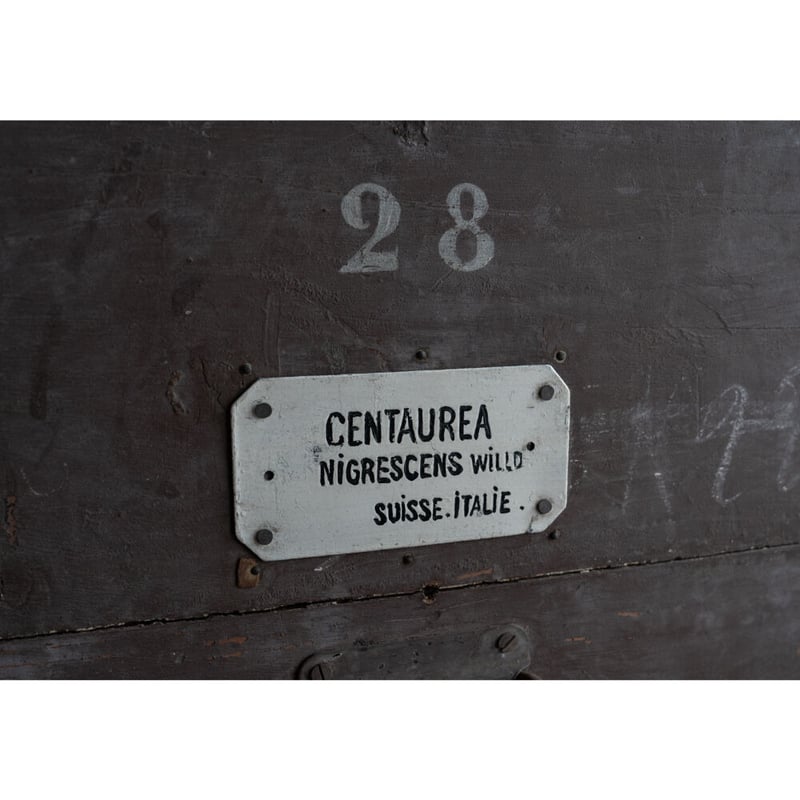 28
CENTAUREA
NiGRESCENS WILLD
SUiSSE.iTALiE.